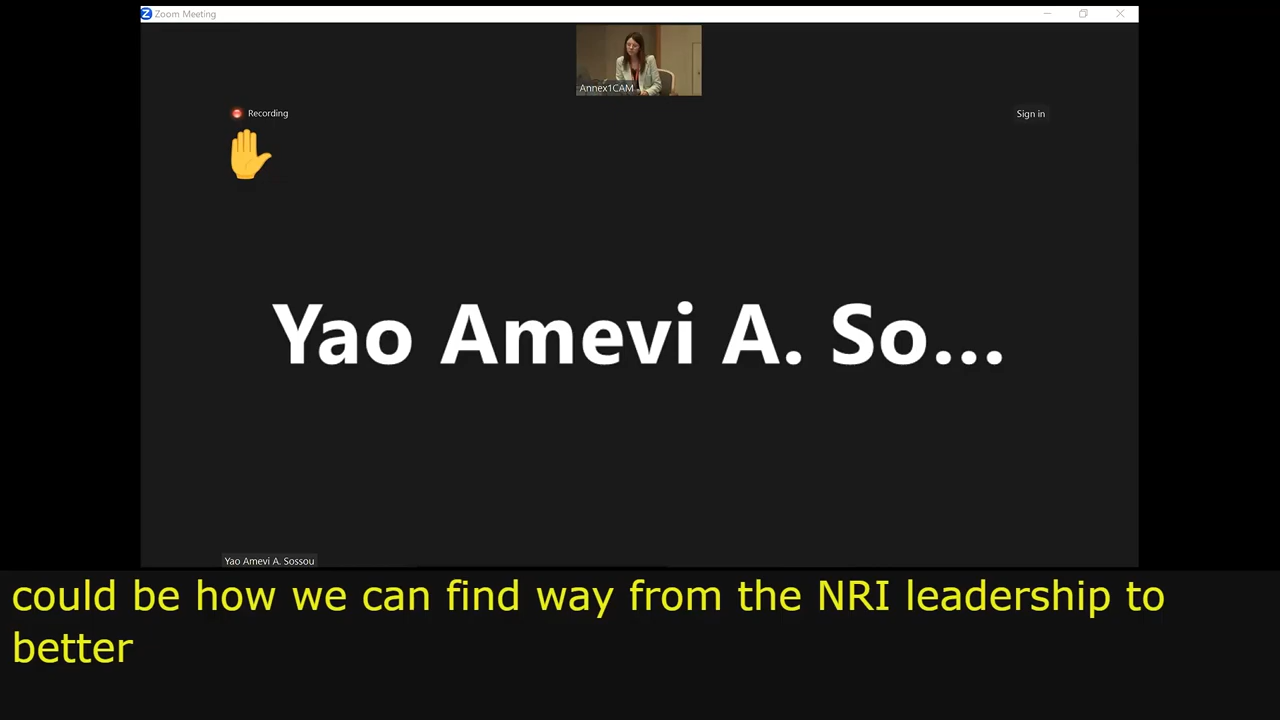 Zoom Meeting
Annex1CAM
Recording
Sign in
Yao Amevi A. So...
Yao Amevi A. Sossou
could be how we can find way from the NRI leadership to
better